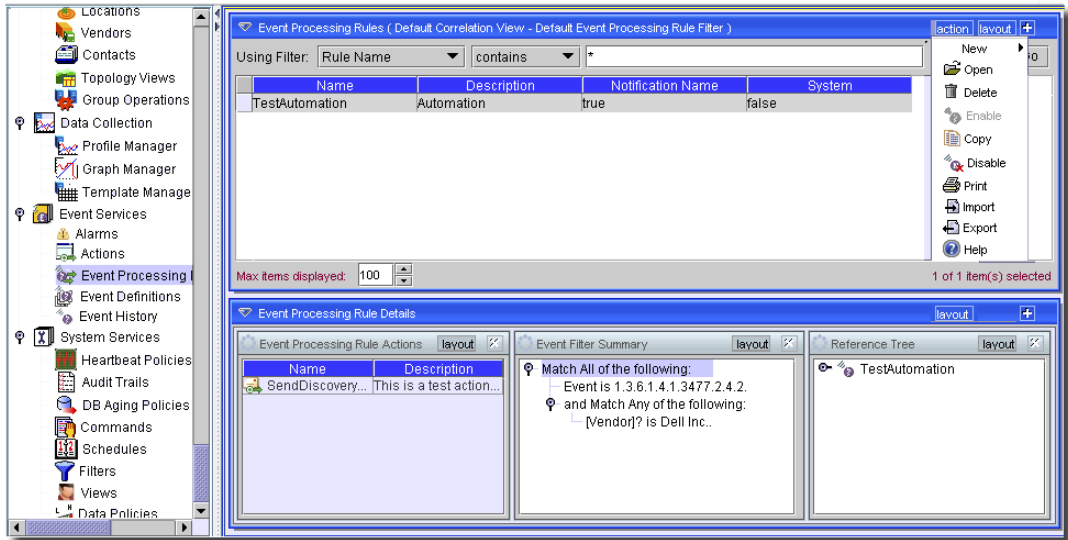 Locations
Vendors
Contacts
Topology Views
Group Operations
Data Collection
Profile Manager
Graph Manager
Template Manage
Event Services
Alarms
Actions
Event Processing
Event Definitions
Event History
System Services
Heartbeat Policies
Audit Trails
DB Aging Policies
Commands
Schedules
Filters
Views
Data Policies
Event Processing Rules ( Default Correlation View - Default Event Processing Rule Filter )
action layout
Using Filter: Rule Name contains *
Name Description Notification Name System
TestAutomation Automation true false
New
Open
Delete
Enable
Copy
Disable
Print
Import
Export
Help
Max items displayed: 100
1 of 1 item(s) selected
Event Processing Rule Details layout
Event Processing Rule Actions layout
Name Description
SendDiscovery... This is a test action...
Event Filter Summary layout
Match All of the following:
Event is 1.3.6.1.4.1.3477.2.4.2.
and Match Any of the following:
[Vendor]? is Dell Inc..
Reference Tree layout
TestAutomation